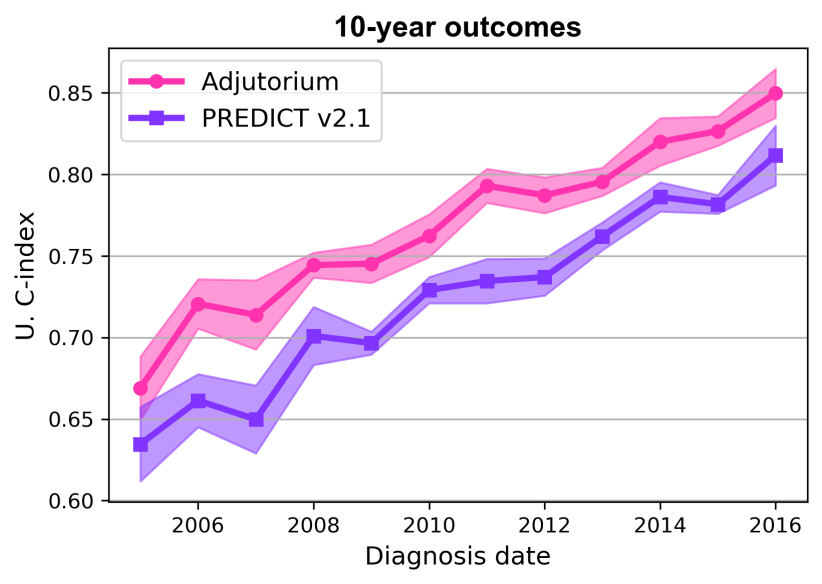 10-year outcomes
Adjutorium
PREDICT v2.1
U. C-index
0.85
0.80
0.75
0.70
0.65
0.60
2006 2008 2010 2012 2014 2016
Diagnosis date